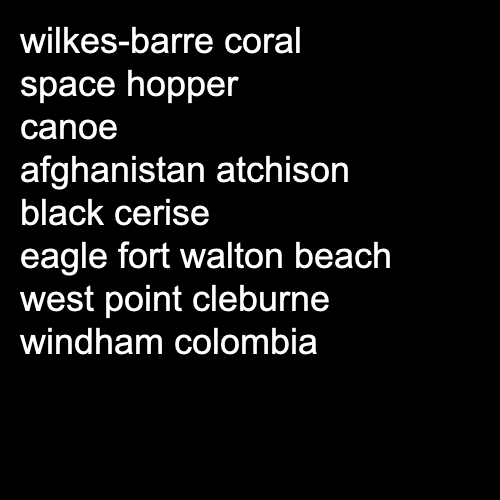 wilkes-barre coral
space hopper
canoe
afghanistan atchison
black cerise
eagle fort walton beach
west point cleburne
windham colombia